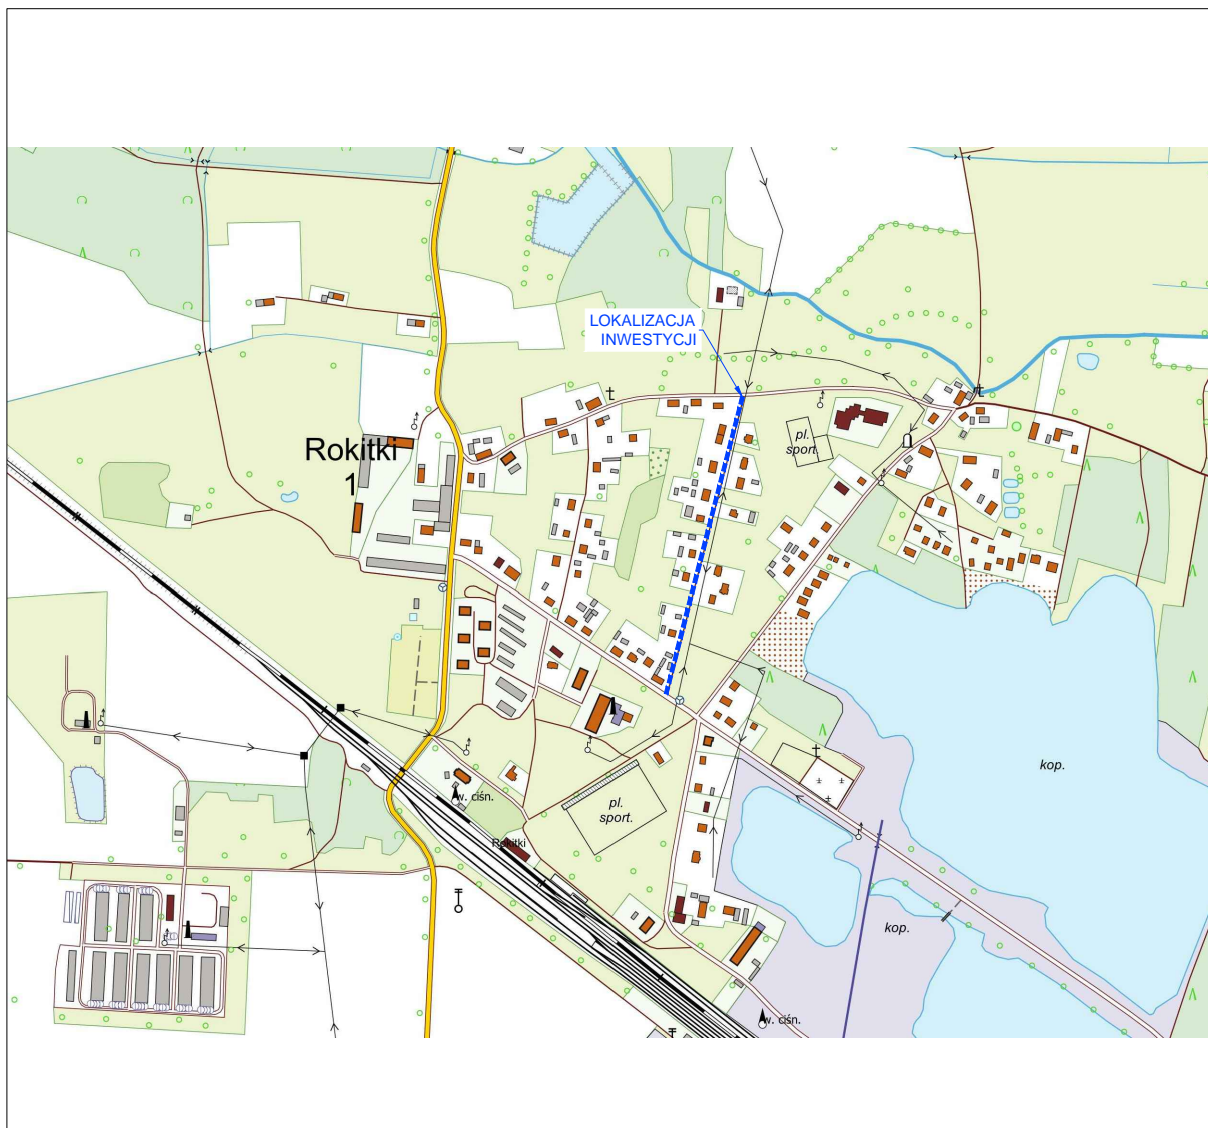 LOKALIZACJA
INWESTYCJI
Rokitki
1
pl.
sport.
kop.
w. ciśn.
pl.
sport.
Rokitki
kop.
w. ciśn.